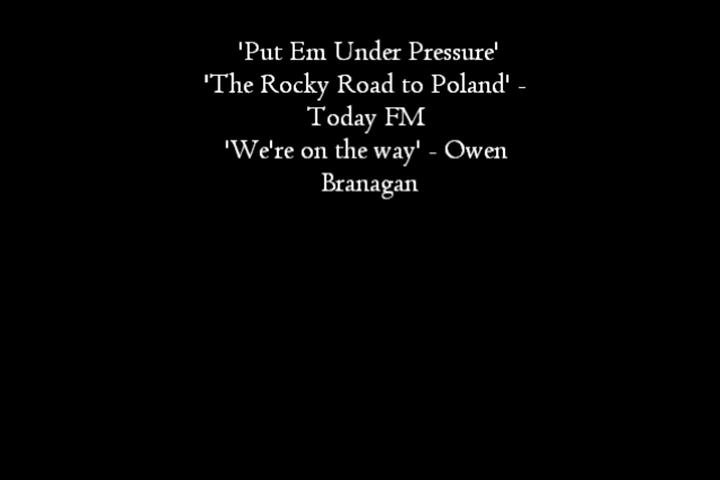 'Put Em Under Pressure'
'The Rocky Road to Poland' -
Today FM
'We're on the way' - Owen
Branagan